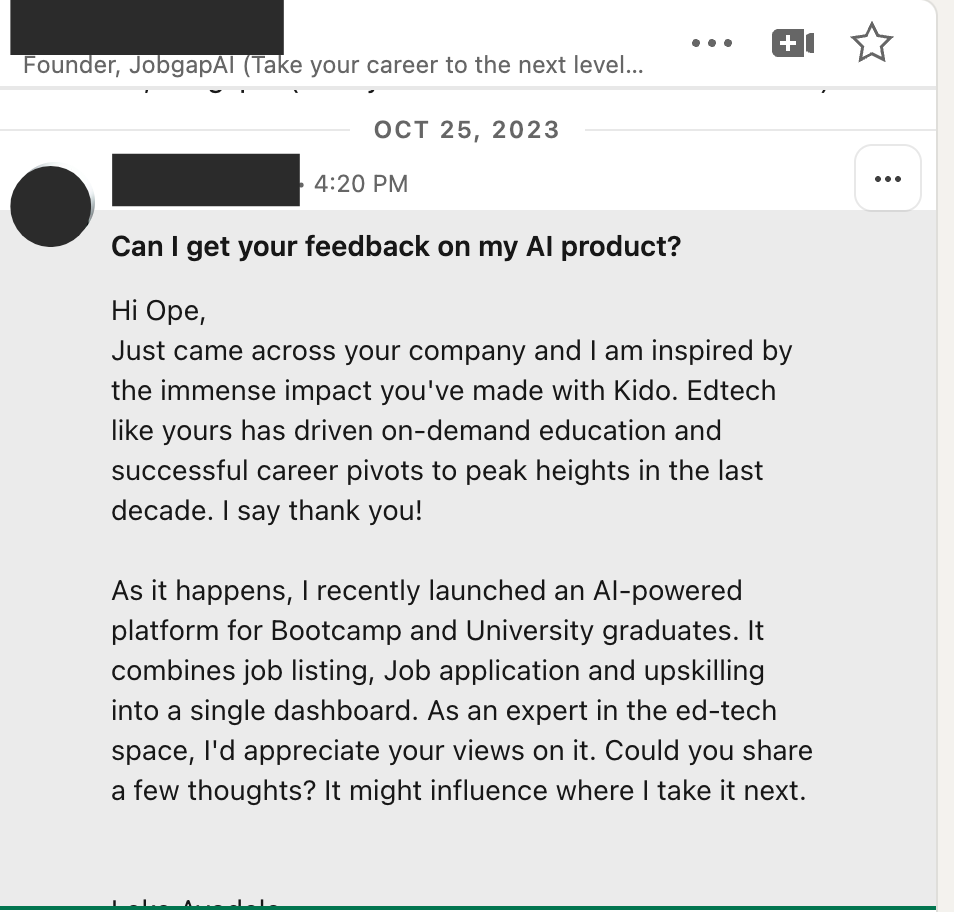 Founder, JobgapAI (Take your career to the next level...
OCT 25, 2023
• 4:20 PM
Can I get your feedback on my AI product?
Hi Ope,
Just came across your company and I am inspired by
the immense impact you've made with Kido. Edtech
like yours has driven on-demand education and
successful career pivots to peak heights in the last
decade. I say thank you!
As it happens, I recently launched an AI-powered
platform for Bootcamp and University graduates. It
combines job listing, Job application and upskilling
into a single dashboard. As an expert in the ed-tech
space, I'd appreciate your views on it. Could you share
a few thoughts? It might influence where I take it next.